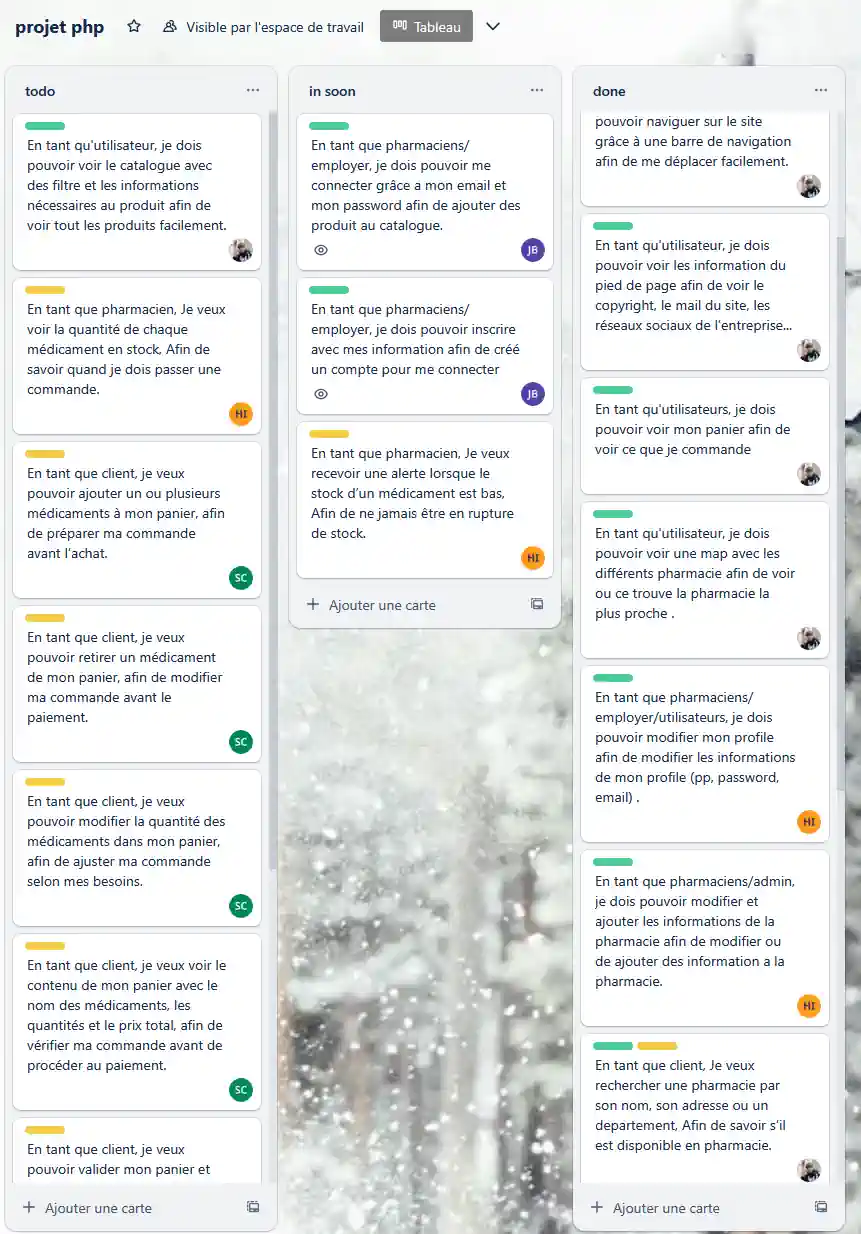 projet php
Visible par l'espace de travail
Tableau
todo
En tant qu'utilisateur, je dois
pouvoir voir le catalogue avec
des filtre et les informations
nécessaires au produit afin de
voir tout les produits facilement.
En tant que pharmacien, Je veux
voir la quantité de chaque
médicament en stock, Afin de
savoir quand je dois passer une
commande.
HI
En tant que client, je veux
pouvoir ajouter un ou plusieurs
médicaments à mon panier, afin
de préparer ma commande
avant l'achat.
SC
En tant que client, je veux
pouvoir retirer un médicament
de mon panier, afin de modifier
ma commande avant le
paiement.
SC
En tant que client, je veux
pouvoir modifier la quantité des
médicaments dans mon panier,
afin de ajuster ma commande
selon mes besoins.
SC
En tant que client, je veux voir le
contenu de mon panier avec le
nom des médicaments, les
quantités et le prix total, afin de
vérifier ma commande avant de
procéder au paiement.
SC
En tant que client, je veux
pouvoir valider mon panier et
Ajouter une carte
in soon
En tant que pharmaciens/
employer, je dois pouvoir me
connecter grâce a mon email et
mon password afin de ajouter des
produit au catalogue.
JB
En tant que pharmaciens/
employer, je dois pouvoir inscrire
avec mes information afin de créé
un compte pour me connecter
JB
En tant que pharmacien, Je veux
recevoir une alerte lorsque le
stock d'un médicament est bas,
Afin de ne jamais être en rupture
de stock.
HI
Ajouter une carte
done
pouvoir naviguer sur le site
grâce à une barre de navigation
afin de me déplacer facilement.
En tant qu'utilisateur, je dois
pouvoir voir les information du
pied de page afin de voir le
copyright, le mail du site, les
réseaux sociaux de l'entreprise...
En tant qu'utilisateurs, je dois
pouvoir voir mon panier afin de
voir ce que je commande
En tant qu'utilisateur, je dois
pouvoir voir une map avec les
différents pharmacie afin de voir
ou ce trouve la pharmacie la
plus proche .
En tant que pharmaciens/
employer/utilisateurs, je dois
pouvoir modifier mon profile
afin de modifier les informations
de mon profile (pp, password,
email) .
HI
En tant que pharmaciens/admin,
je dois pouvoir modifier et
ajouter les informations de la
pharmacie afin de modifier ou
de ajouter des information a la
pharmacie.
HI
En tant que client, Je veux
rechercher une pharmacie par
son nom, son adresse ou un
departement, Afin de savoir s'il
est disponible en pharmacie.
Ajouter une carte